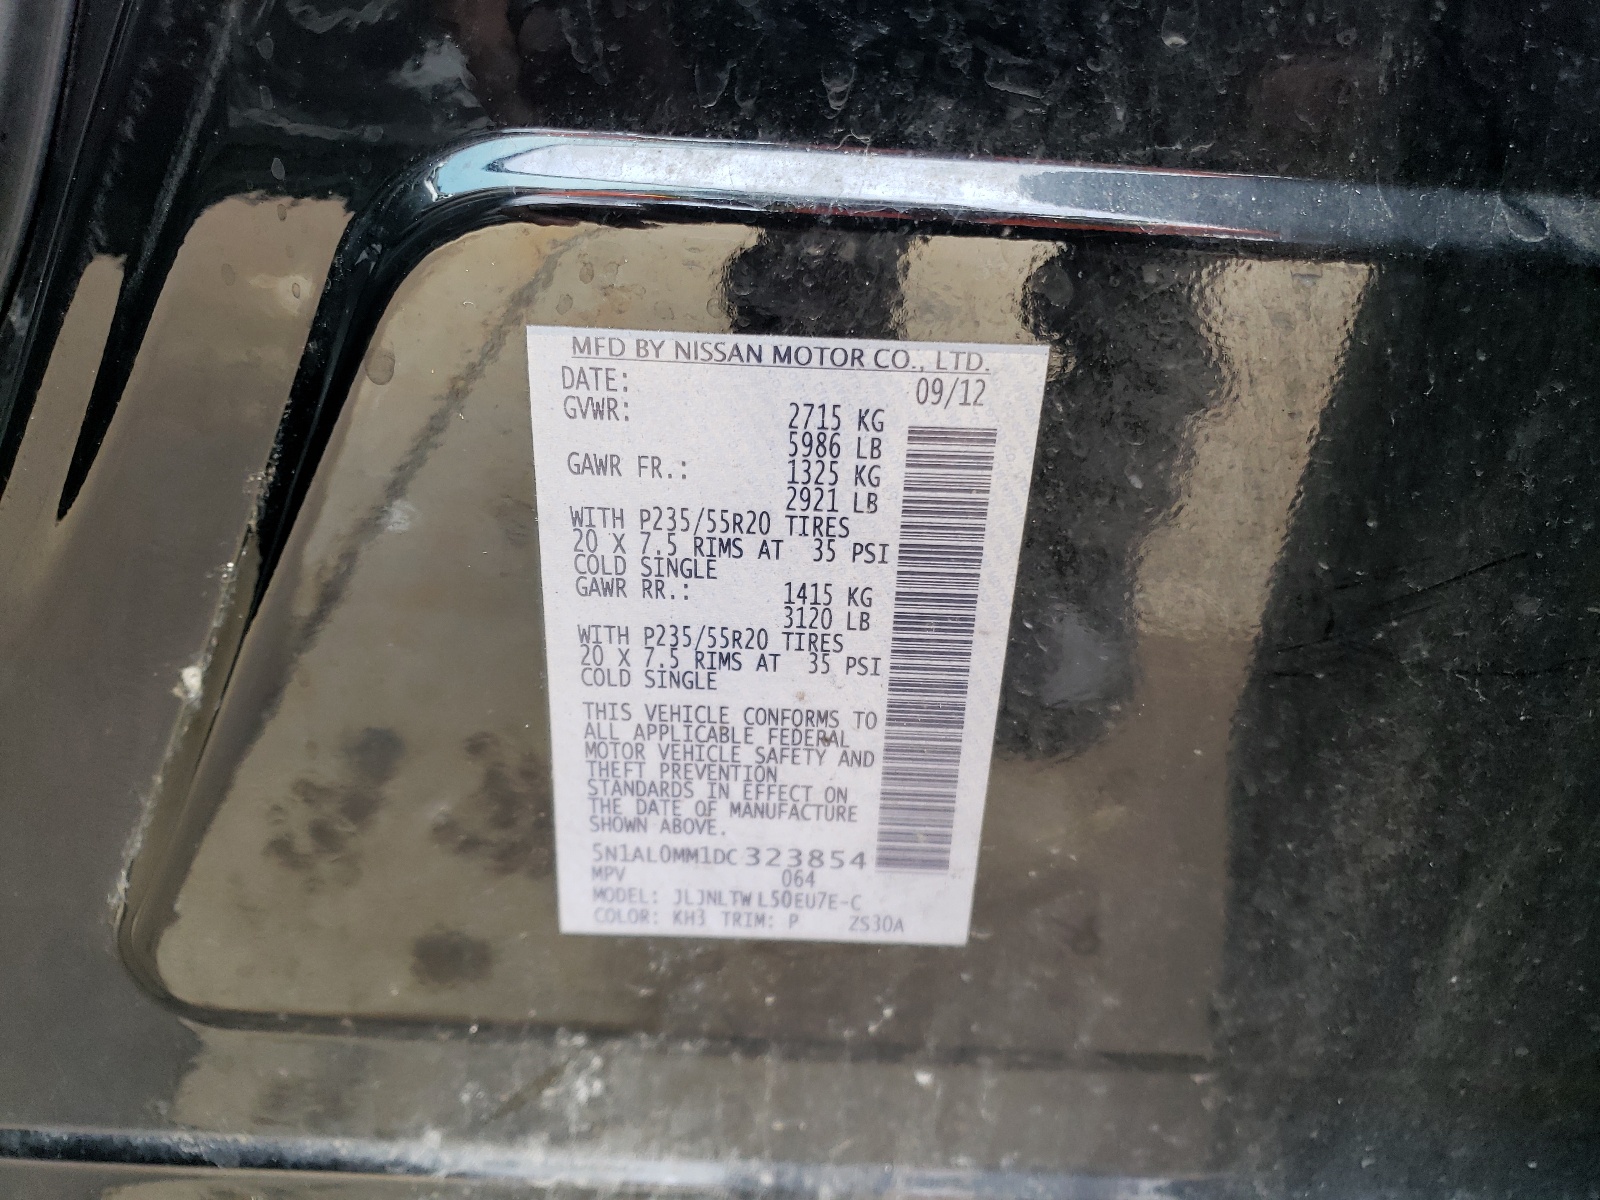 MFD BY NISSAN MOTOR CO., LTD.
DATE: 09/12
GVWR: 2715 KG
5986 LB
GAWR FR.: 1325 KG
2921 LB
WITH P235/55R20 TIRES
20 X 7.5 RIMS AT 35 PSI
COLD SINGLE
GAWR RR.: 1415 KG
3120 LB
WITH P235/55R20 TIRES
20 X 7.5 RIMS AT 35 PSI
COLD SINGLE
THIS VEHICLE CONFORMS TO
ALL APPLICABLE FEDERAL
MOTOR VEHICLE SAFETY AND
THEFT PREVENTION
STANDARDS IN EFFECT ON
THE DATE OF MANUFACTURE
SHOWN ABOVE.
5N1AL0MM1DC323854
MPV 064
MODEL: JLJNLTW L50EU7E-C
COLOR: KH3 TRIM: P ZS30A